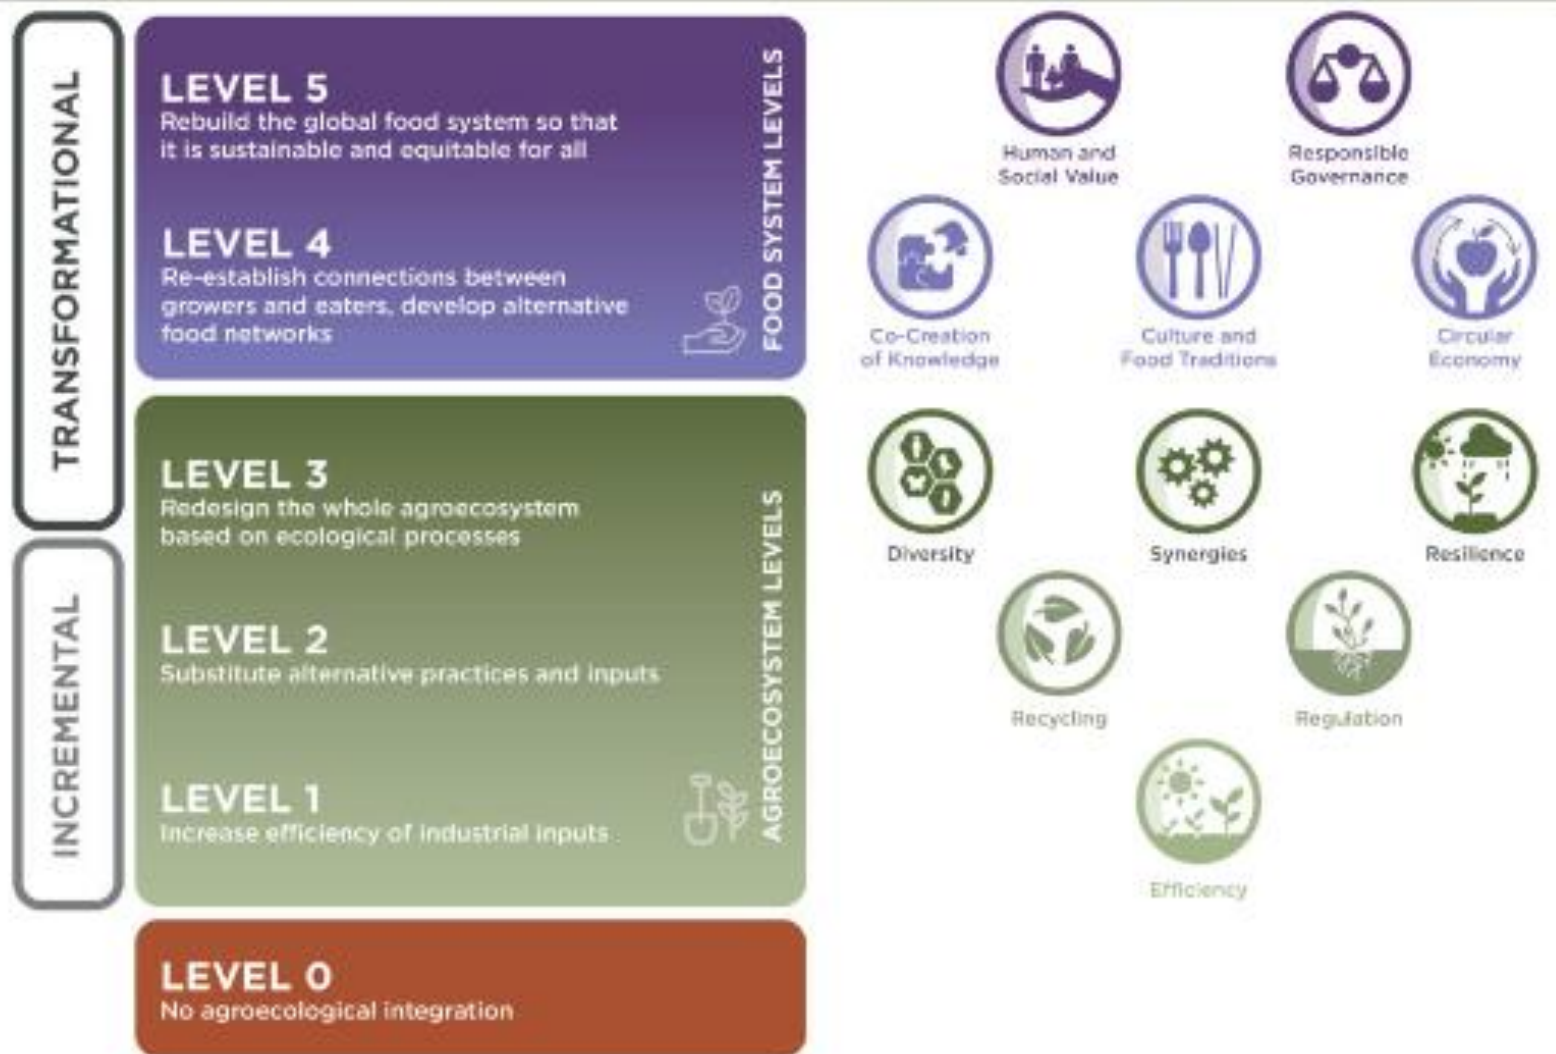 TRANSFORMATIONAL
INCREMENTAL
LEVEL 5
Rebuild the global food system so that
it is sustainable and equitable for all
LEVEL 4
Re-establish connections between
growers and eaters, develop alternative
food networks
FOOD SYSTEM LEVELS
LEVEL 3
Redesign the whole agroecosystem
based on ecological processes
LEVEL 2
Substitute alternative practices and inputs
LEVEL 1
Increase efficiency of industrial inputs
AGROECOSYSTEM LEVELS
LEVEL 0
No agroecological integration
Human and
Social Value
Responsible
Governance
Co-Creation
of Knowledge
Culture and
Food Traditions
Circular
Economy
Diversity
Synergies
Resilience
Recycling
Regulation
Efficiency